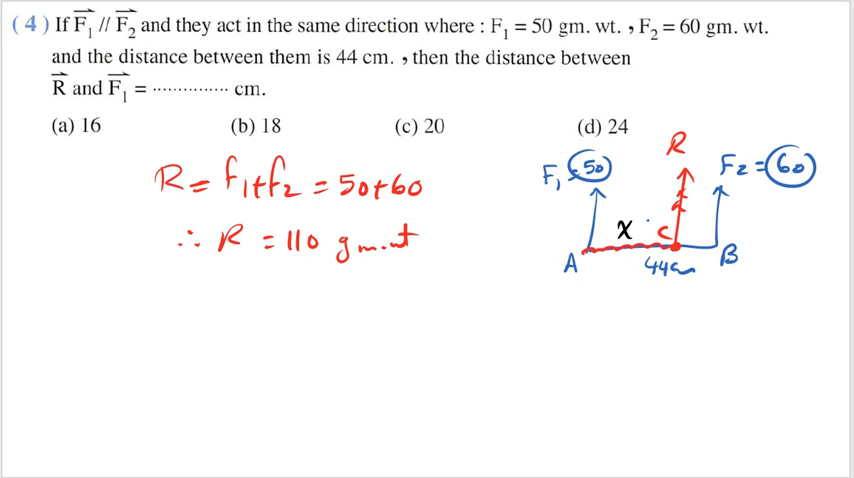 (4) If F₁ // F₂ and they act in the same direction where : F₁ = 50 gm. wt. , F₂ = 60 gm. wt.
and the distance between them is 44 cm. , then the distance between
R and F₁ = ............... cm.
(a) 16 (b) 18 (c) 20 (d) 24
R = F₁ + F₂ = 50 + 60
∴ R = 110 gm.wt
R
F₁ = 50 F₂ = 60
x C
A 44cm B